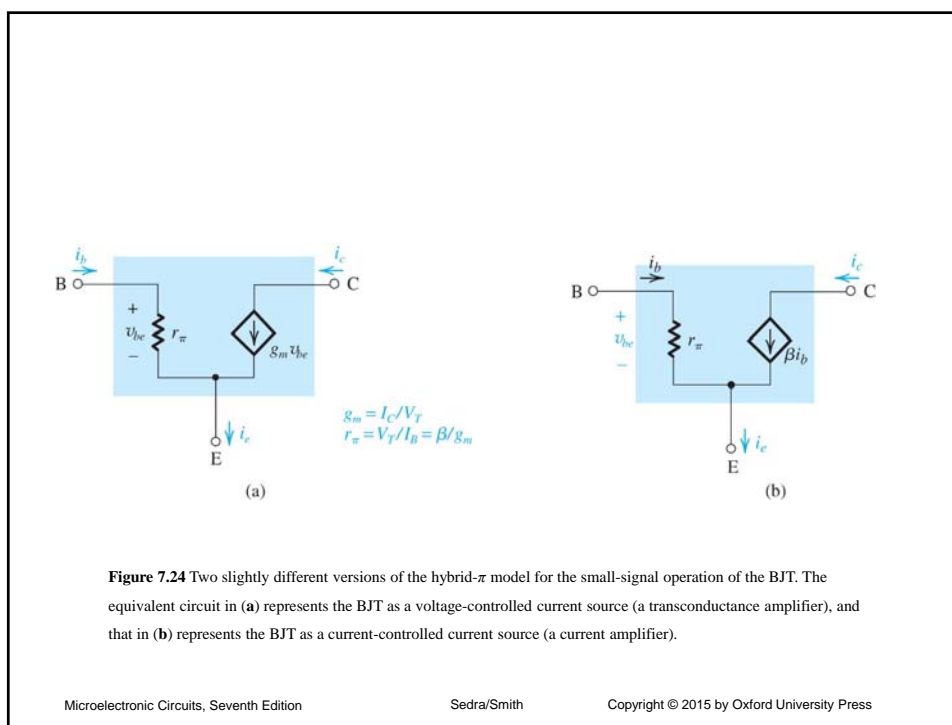 i_b
i_c
B
C
+
v_be
−
r_π
g_m v_be
i_e
E
(a)
g_m = I_C/V_T
r_π = V_T/I_B = β/g_m
i_b
i_c
B
C
+
v_be
−
r_π
βi_b
i_e
E
(b)
Figure 7.24 Two slightly different versions of the hybrid-π model for the small-signal operation of the BJT. The
equivalent circuit in (a) represents the BJT as a voltage-controlled current source (a transconductance amplifier), and
that in (b) represents the BJT as a current-controlled current source (a current amplifier).
Microelectronic Circuits, Seventh Edition Sedra/Smith Copyright © 2015 by Oxford University Press